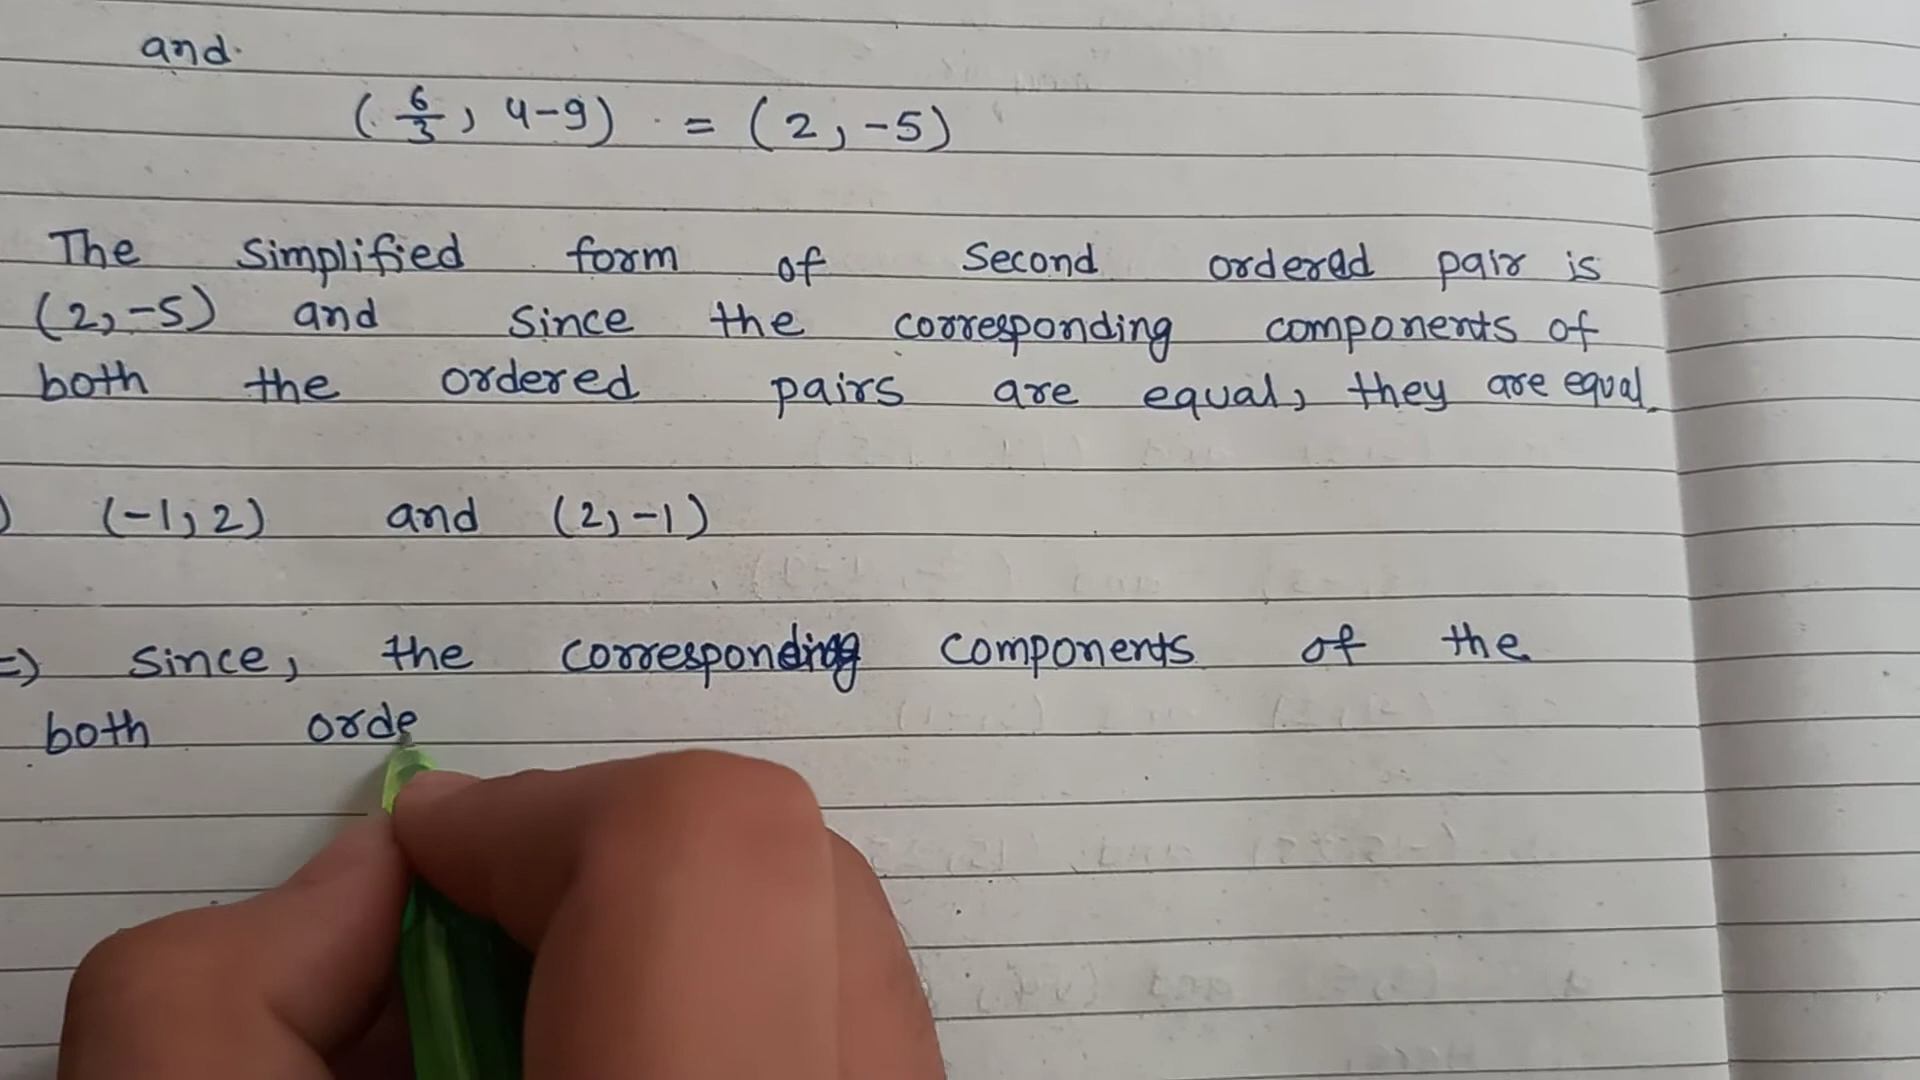 and.
(6/3, 4-9) = (2, -5)
The Simplified form of Second ordered pair is
(2, -5) and Since the corresponding components of
both the ordered pairs are equal, they are equal.
) (-1, 2) and (2, -1)
=) Since, the corresponding components of the
both orde